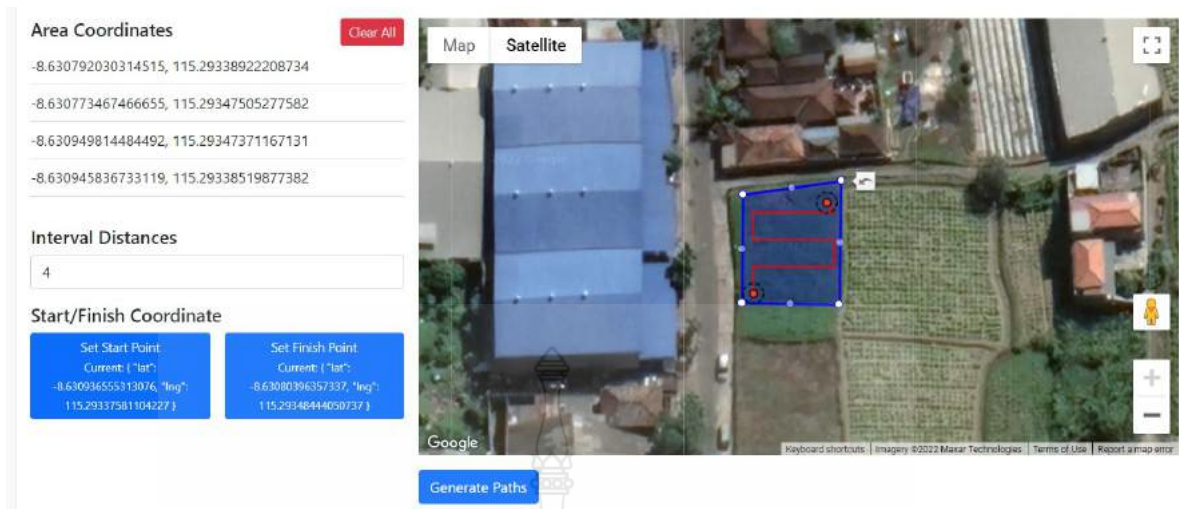 Area Coordinates
Clear All
-8.630792030314515, 115.29338922208734
-8.630773467466655, 115.29347505277582
-8.630949814484492, 115.29347371167131
-8.630945836733119, 115.29338519877382
Interval Distances
4
Start/Finish Coordinate
Set Start Point
Current: { "lat":
-8.630936555313076, "lng":
115.29337581104227 }
Set Finish Point
Current: { "lat":
-8.63080396357337, "lng":
115.29348444050737 }
Map
Satellite
Google
Keyboard shortcuts
Imagery ©2022 Maxar Technologies
Terms of Use
Report a map error
Generate Paths